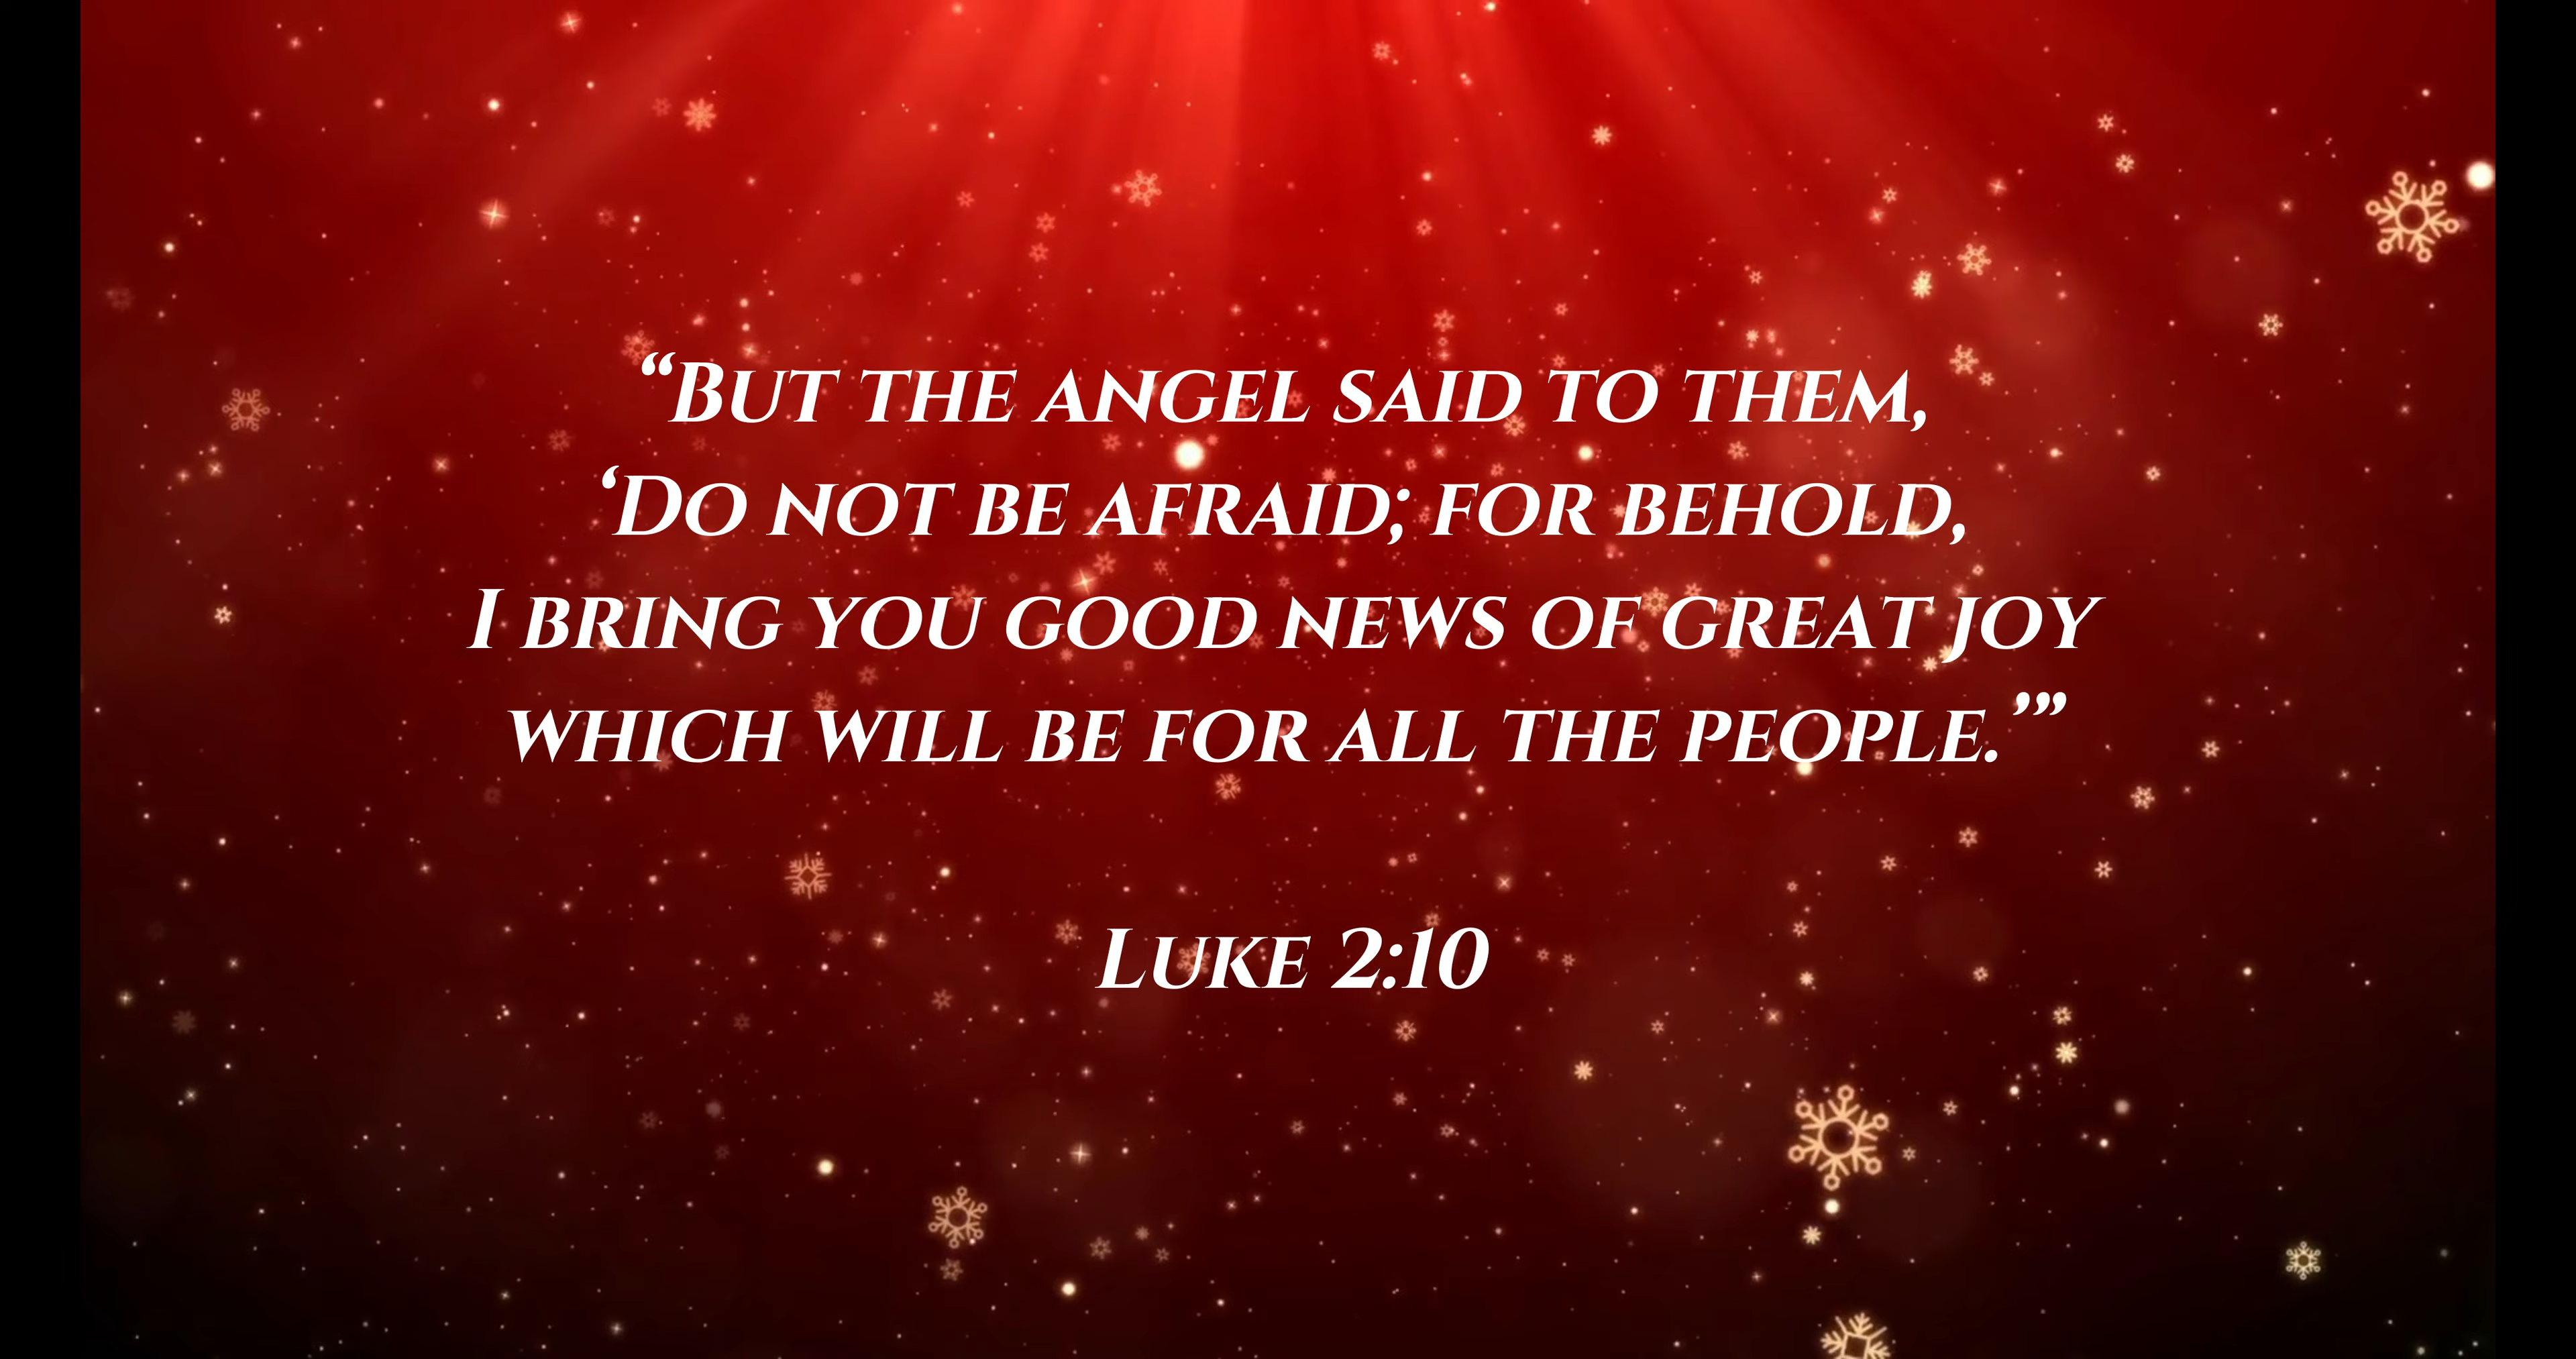 “But the angel said to them,
‘Do not be afraid; for behold,
I bring you good news of great joy
which will be for all the people.’”
Luke 2:10